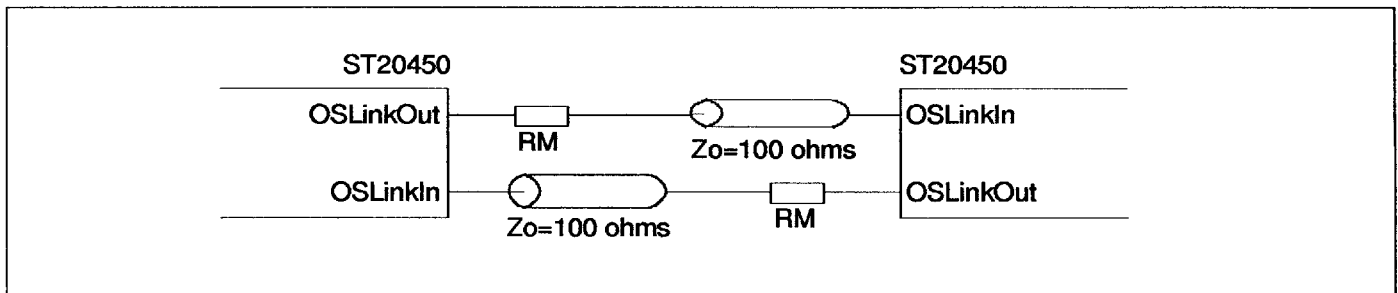 ST20450 ST20450
OSLinkOut OSLinkIn
RM
Zo=100 ohms
OSLinkIn OSLinkOut
Zo=100 ohms
RM